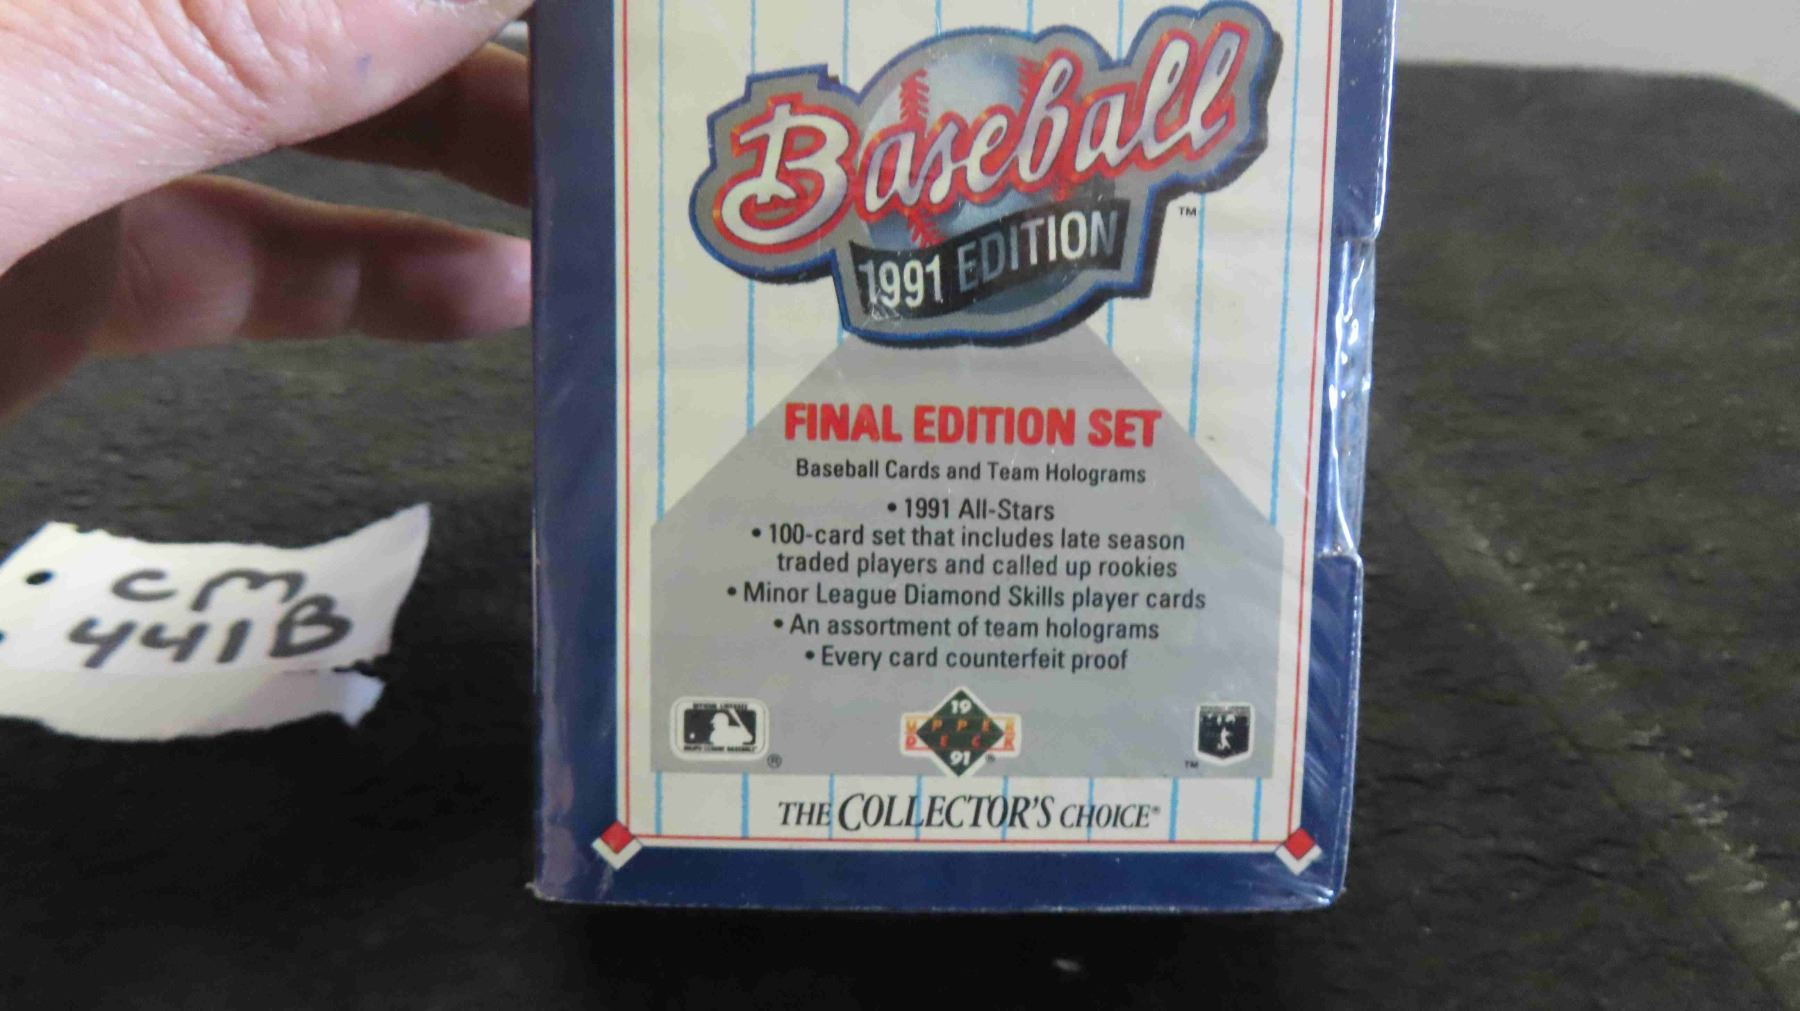 Baseball
1991 EDITION
TM
FINAL EDITION SET
Baseball Cards and Team Holograms
• 1991 All-Stars
• 100-card set that includes late season
traded players and called up rookies
• Minor League Diamond Skills player cards
• An assortment of team holograms
• Every card counterfeit proof
®
19
UPPER
DECK
91
®
TM
THE COLLECTOR'S CHOICE®
CM
441B